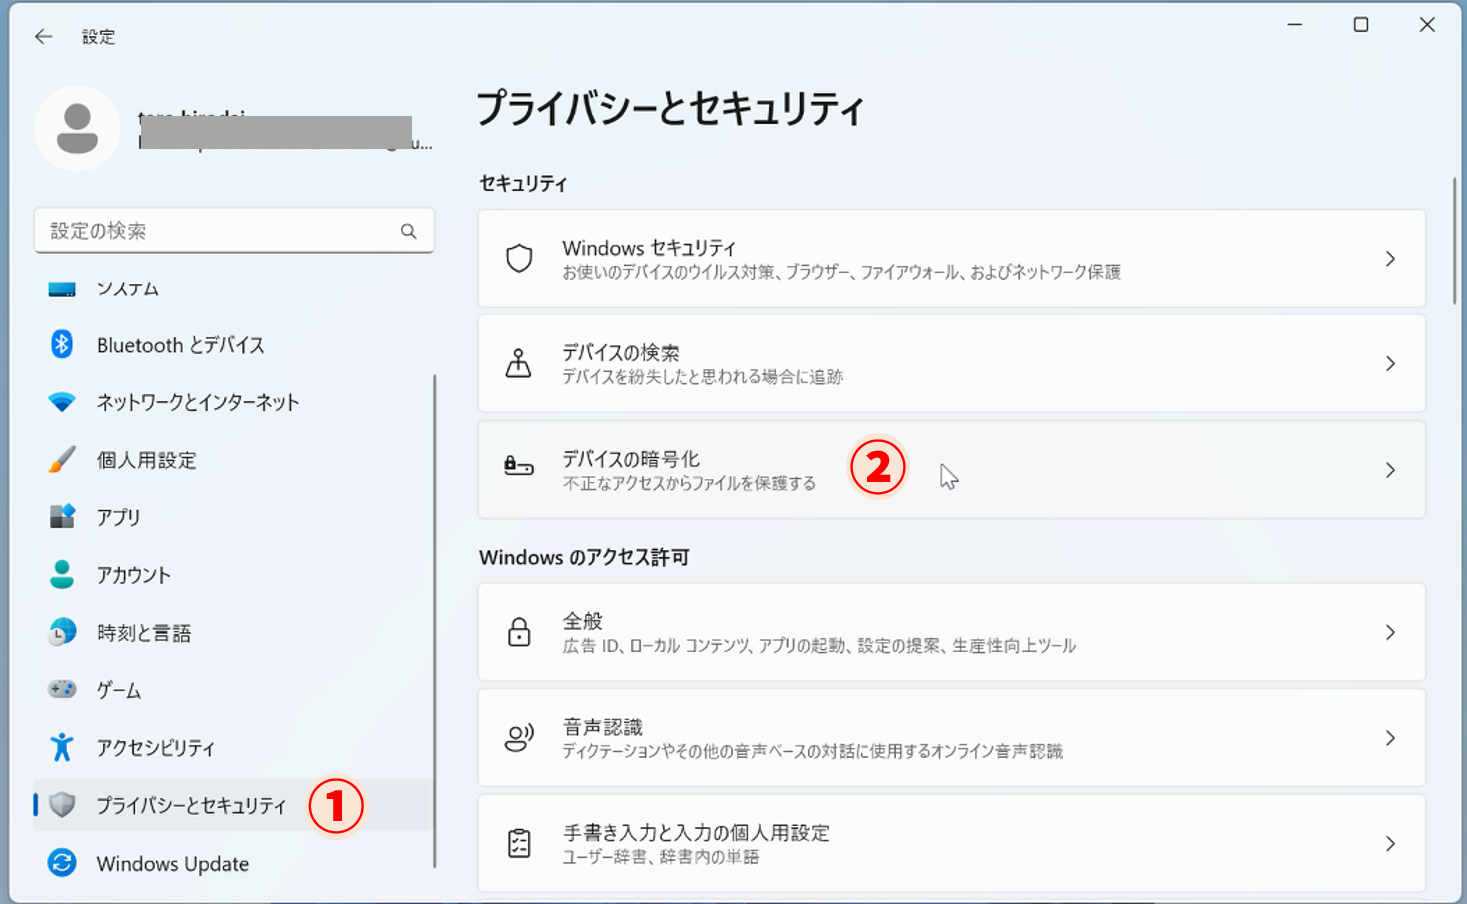 設定
設定の検索
システム
Bluetooth とデバイス
ネットワークとインターネット
個人用設定
アプリ
アカウント
時刻と言語
ゲーム
アクセシビリティ
プライバシーとセキュリティ
①
Windows Update
プライバシーとセキュリティ
セキュリティ
Windows セキュリティ
お使いのデバイスのウイルス対策、ブラウザー、ファイアウォール、およびネットワーク保護
デバイスの検索
デバイスを紛失したと思われる場合に追跡
デバイスの暗号化
不正なアクセスからファイルを保護する
②
Windows のアクセス許可
全般
広告 ID、ローカル コンテンツ、アプリの起動、設定の提案、生産性向上ツール
音声認識
ディクテーションやその他の音声ベースの対話に使用するオンライン音声認識
手書き入力と入力の個人用設定
ユーザー辞書、辞書内の単語